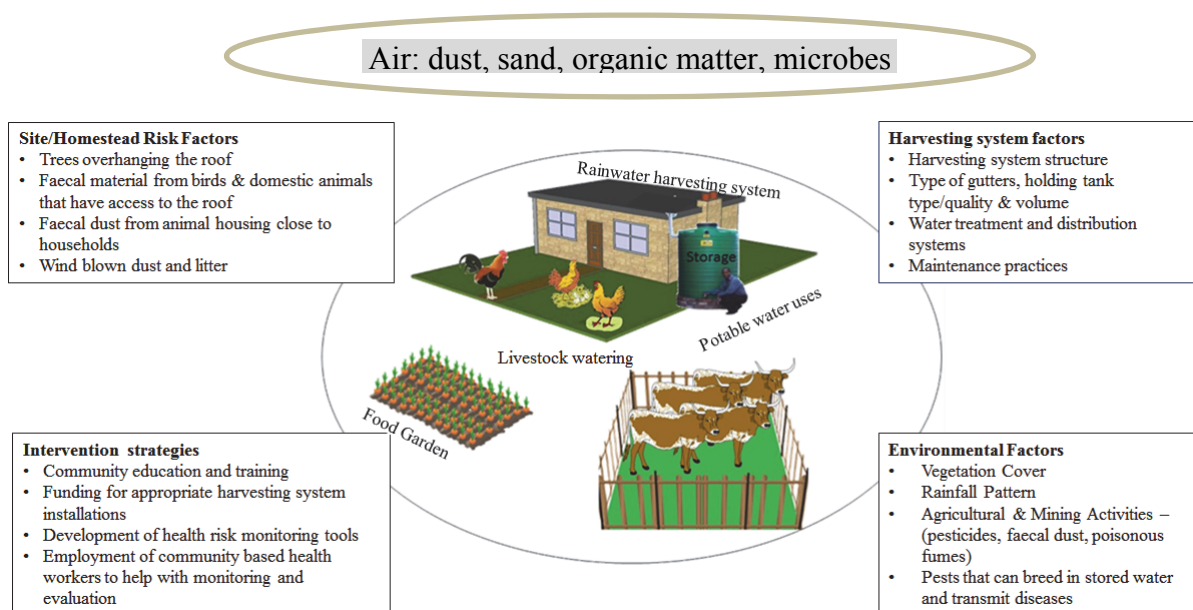 Air: dust, sand, organic matter, microbes
Site/Homestead Risk Factors
• Trees overhanging the roof
• Faecal material from birds & domestic animals
that have access to the roof
• Faecal dust from animal housing close to
households
• Wind blown dust and litter
Harvesting system factors
• Harvesting system structure
• Type of gutters, holding tank
type/quality & volume
• Water treatment and distribution
systems
• Maintenance practices
Rainwater harvesting system
Storage
Potable water uses
Livestock watering
Food Garden
Intervention strategies
• Community education and training
• Funding for appropriate harvesting system
installations
• Development of health risk monitoring tools
• Employment of community based health
workers to help with monitoring and
evaluation
Environmental Factors
• Vegetation Cover
• Rainfall Pattern
• Agricultural & Mining Activities –
(pesticides, faecal dust, poisonous
fumes)
• Pests that can breed in stored water
and transmit diseases